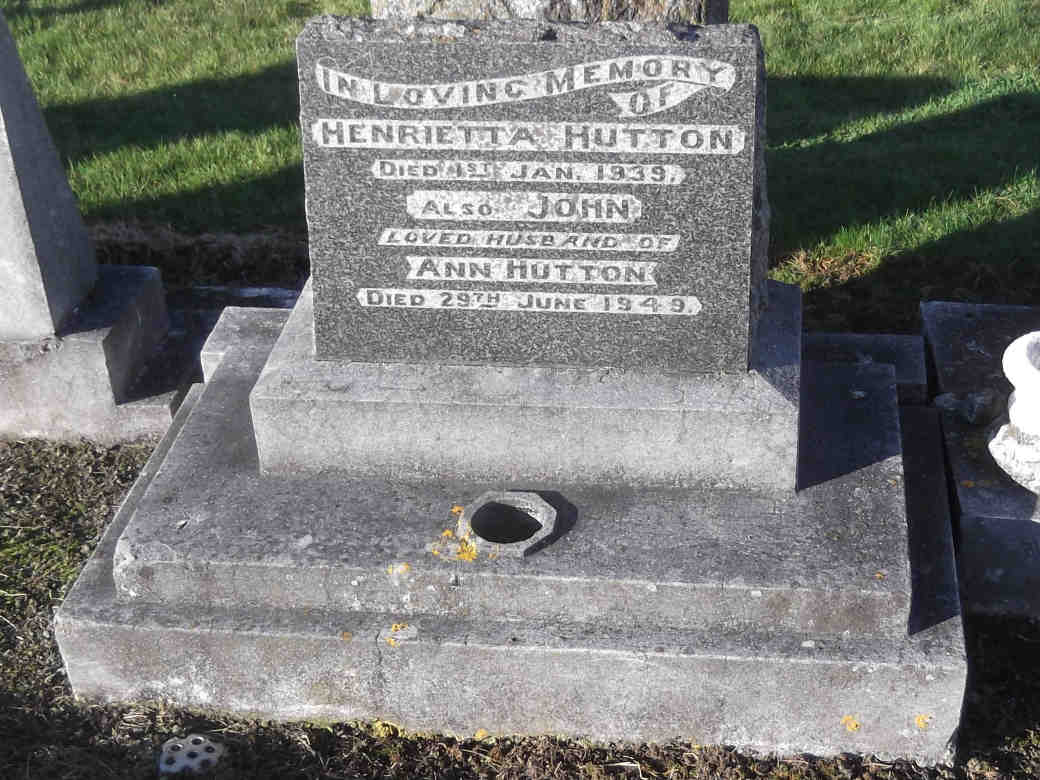 IN LOVING MEMORY
OF
HENRIETTA HUTTON
DIED 1ST JAN. 1939.
ALSO JOHN
LOVED HUSBAND OF
ANN HUTTON
DIED 29TH JUNE 1949.